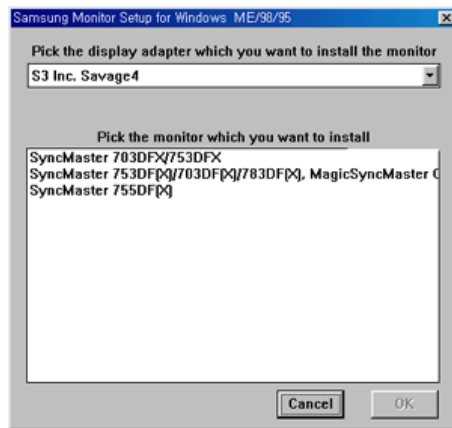 Samsung Monitor Setup for Windows ME/98/95
Pick the display adapter which you want to install the monitor
S3 Inc. Savage4
Pick the monitor which you want to install
SyncMaster 703DFX/753DFX
SyncMaster 753DF(X)/703DF(X)/783DF(X), MagicSyncMaster
SyncMaster 755DF(X)
Cancel
OK